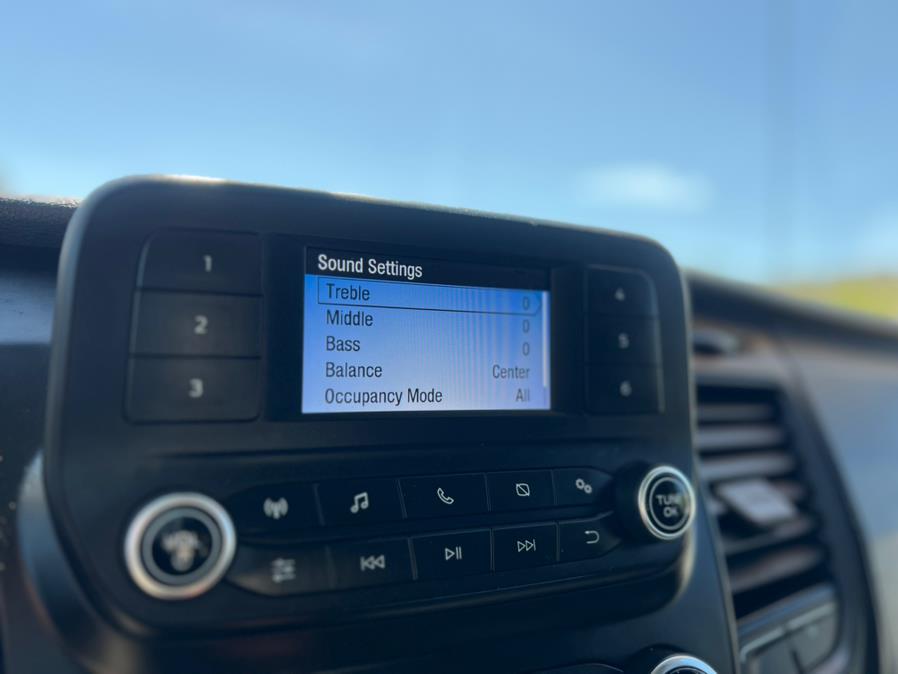 Sound Settings
Treble 0
Middle 0
Bass 0
Balance Center
Occupancy Mode All
1
2
3
4
5
6
VOL
TUNE
OK